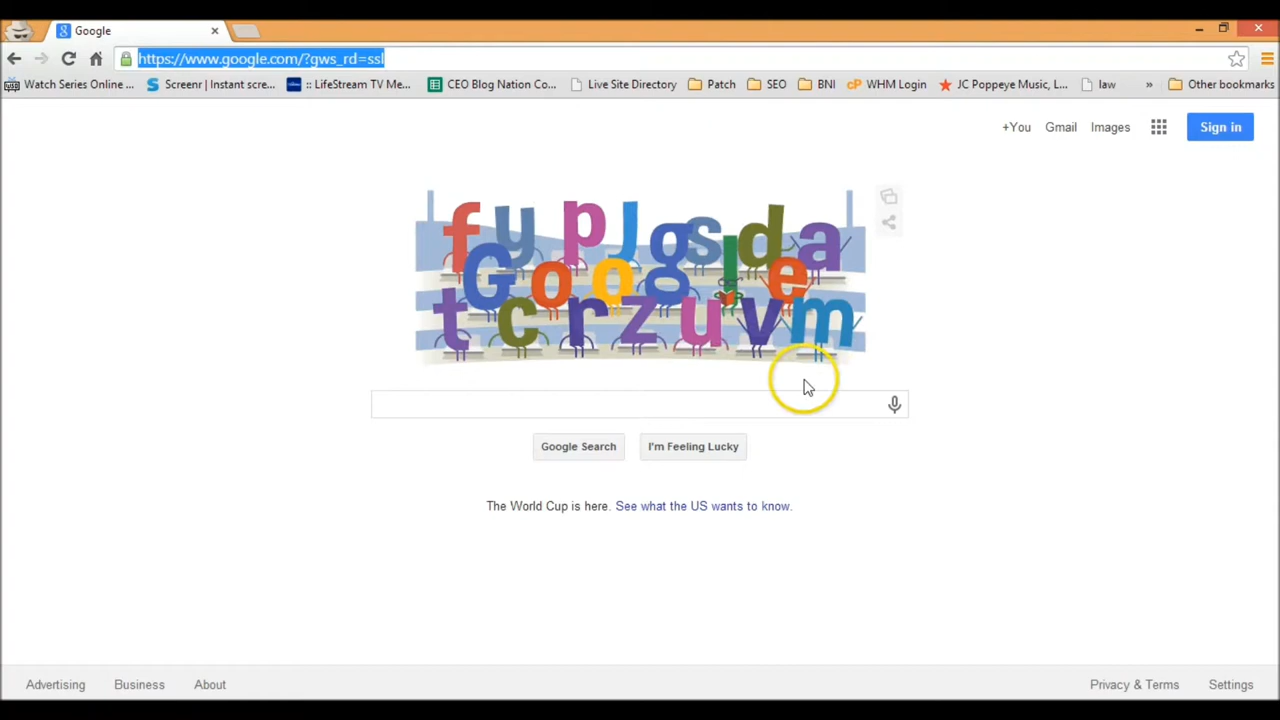 Google
https://www.google.com/?gws_rd=ssl
Watch Series Online ... Screenr | Instant scre... :: LifeStream TV Me... CEO Blog Nation Co... Live Site Directory Patch SEO BNI WHM Login JC Poppeye Music, L... law » Other bookmarks
+You Gmail Images Sign in
f y p j g s d a
G o o g l e
t c r z u v m
Google Search I'm Feeling Lucky
The World Cup is here. See what the US wants to know.
Advertising Business About Privacy & Terms Settings